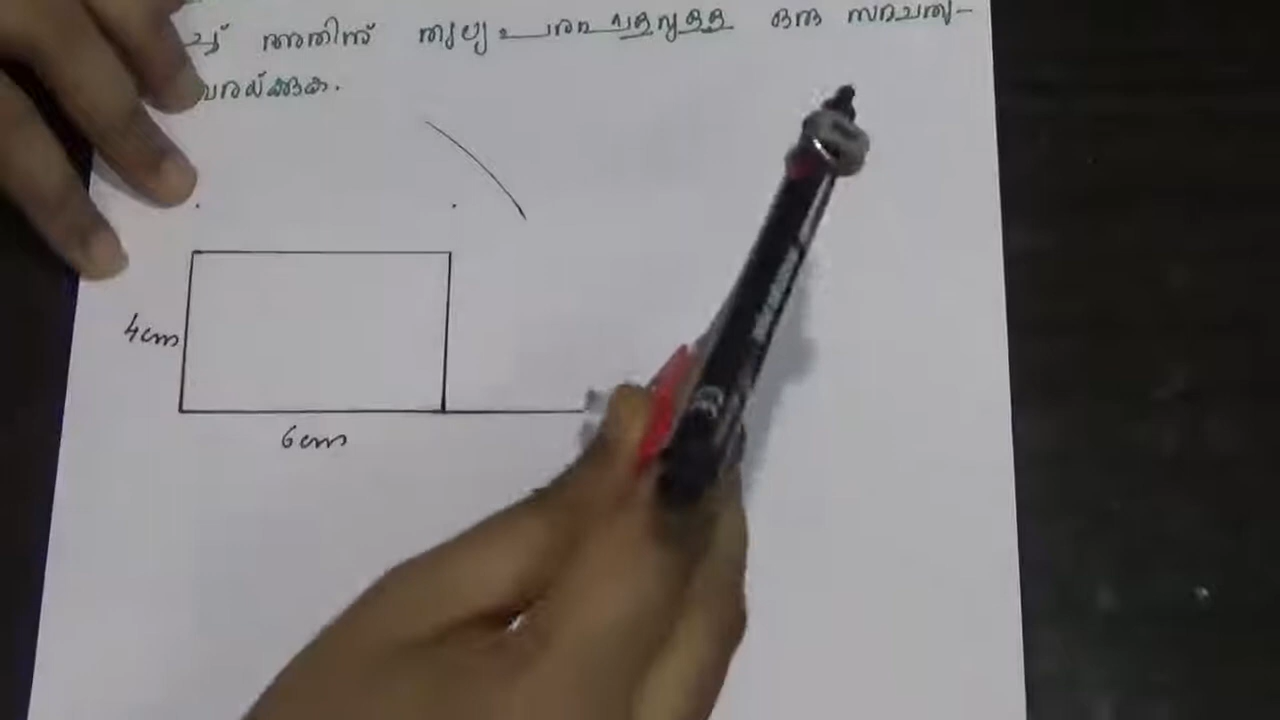 ച്ച് അതിന് തുല്യ പരപ്പളവുള്ള ഒരു സമചതു-
വരയ്ക്കുക.
4cm
6cm